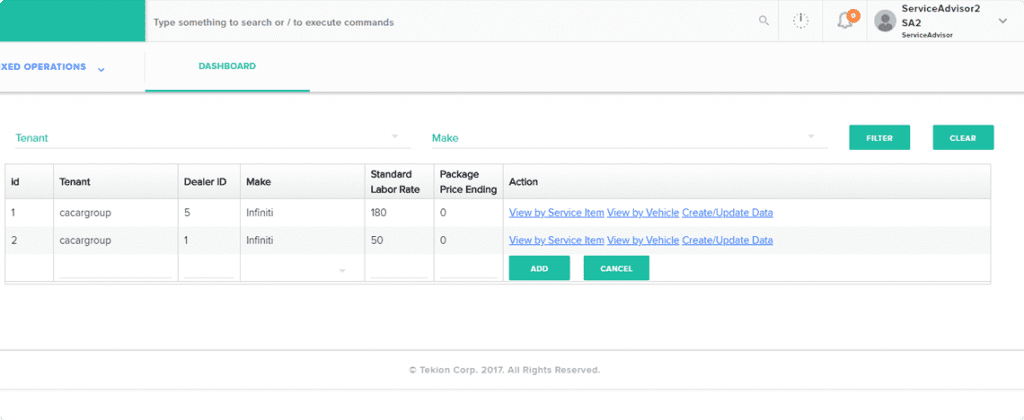 Type something to search or / to execute commands
0
ServiceAdvisor2
SA2
ServiceAdvisor
XED OPERATIONS
DASHBOARD
Tenant
Make
FILTER
CLEAR
id Tenant Dealer ID Make Standard Labor Rate Package Price Ending Action
1 cacargroup 5 Infiniti 180 0 View by Service Item View by Vehicle Create/Update Data
2 cacargroup 1 Infiniti 50 0 View by Service Item View by Vehicle Create/Update Data
ADD CANCEL
© Tekion Corp. 2017. All Rights Reserved.